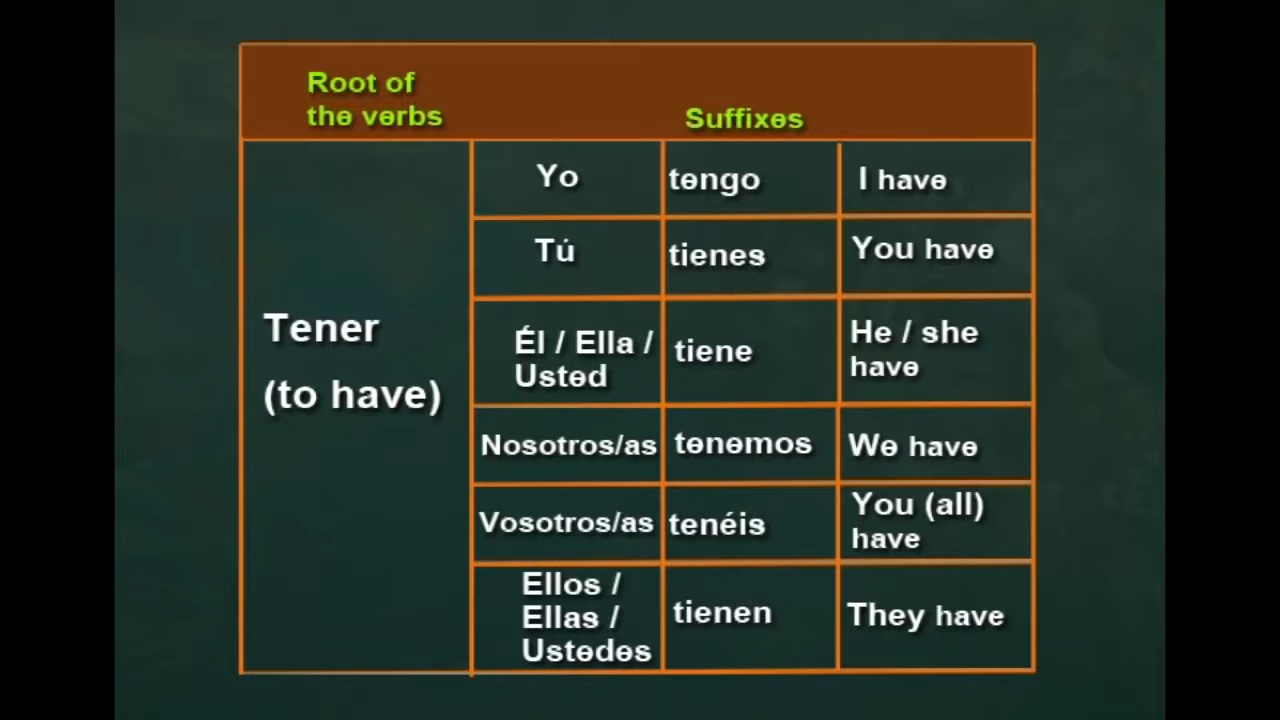 Root of
the verbs
Suffixes
Yo
tengo
I have
Tú
tienes
You have
Tener
(to have)
Él / Ella /
Usted
tiene
He / she
have
Nosotros/as
tenemos
We have
Vosotros/as
tenéis
You (all)
have
Ellos /
Ellas /
Ustedes
tienen
They have